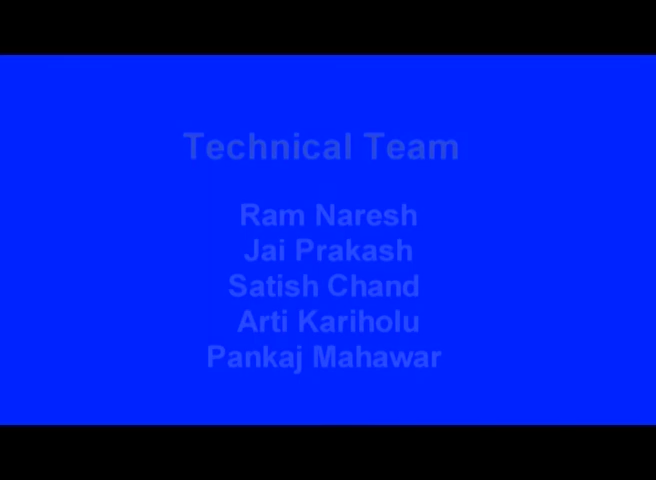 Technical Team
Ram Naresh
Jai Prakash
Satish Chand
Arti Kariholu
Pankaj Mahawar